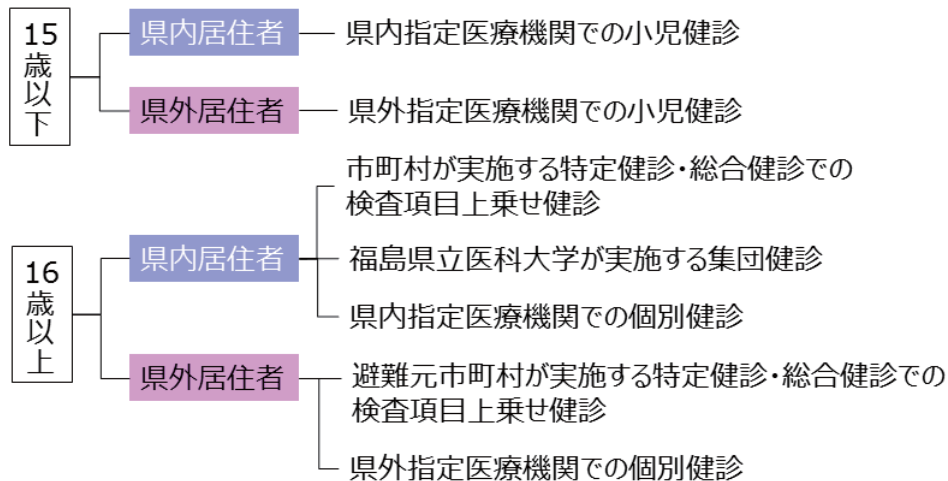 15歳以下
県内居住者
県内指定医療機関での小児健診
県外居住者
県外指定医療機関での小児健診
16歳以上
県内居住者
市町村が実施する特定健診・総合健診での
検査項目上乗せ健診
福島県立医科大学が実施する集団健診
県内指定医療機関での個別健診
県外居住者
避難元市町村が実施する特定健診・総合健診での
検査項目上乗せ健診
県外指定医療機関での個別健診